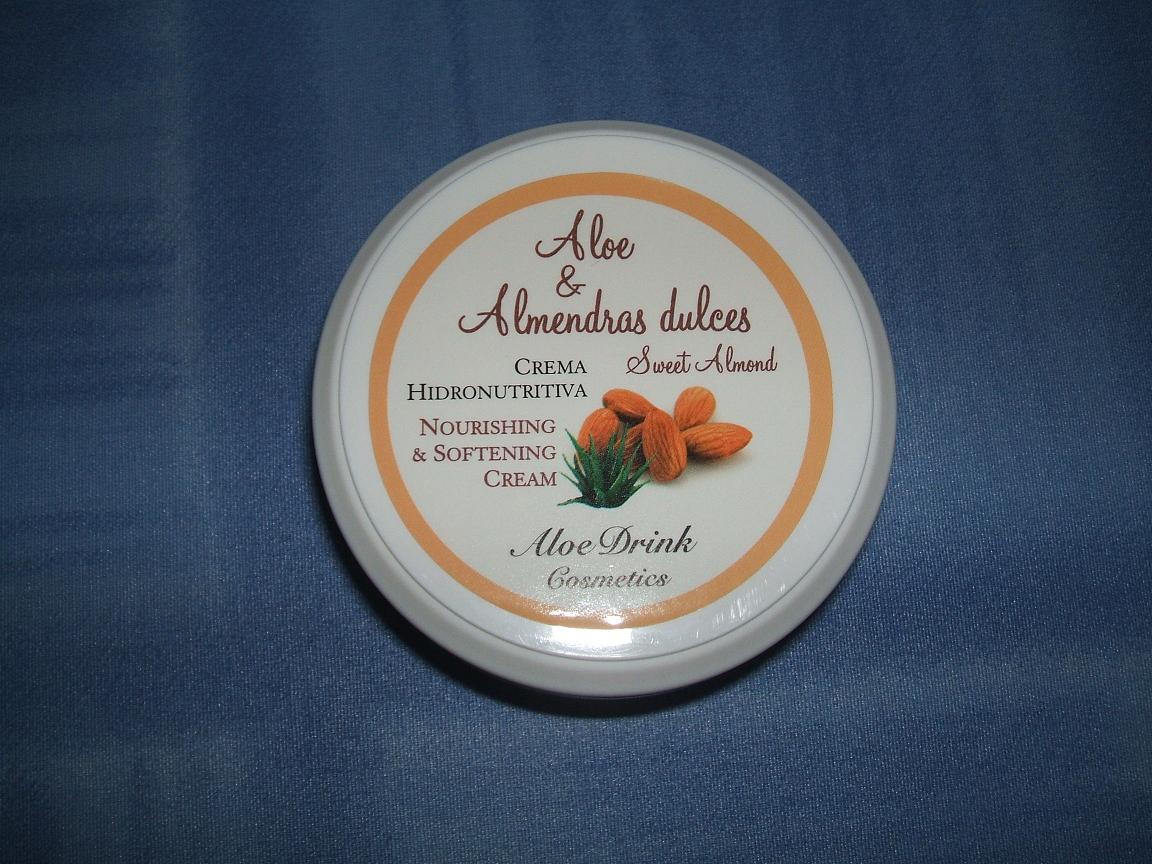 Aloe
&
Almendras dulces
Sweet Almond
CREMA
HIDRONUTRITIVA
NOURISHING
& SOFTENING
CREAM
Aloe Drink
Cosmetics